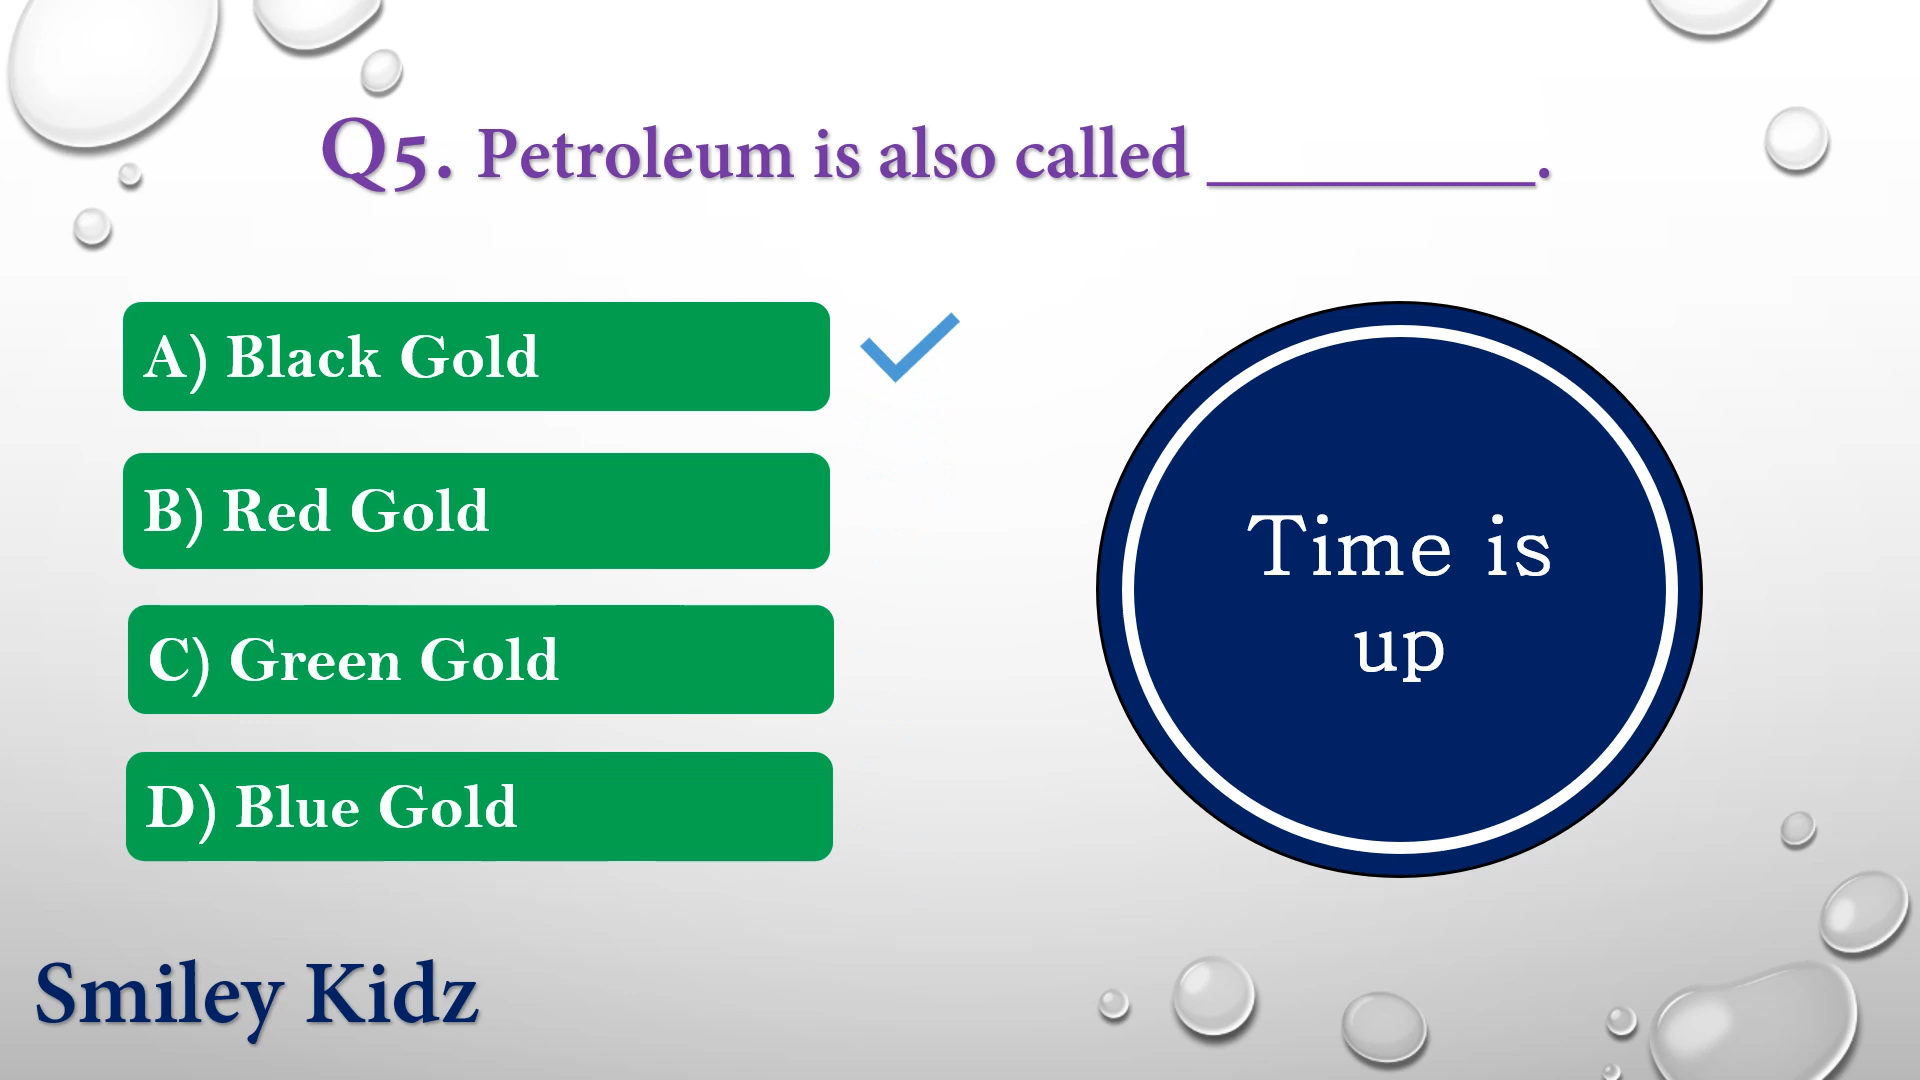 Q5. Petroleum is also called __________.
A) Black Gold
B) Red Gold
C) Green Gold
D) Blue Gold
Time is
up
Smiley Kidz